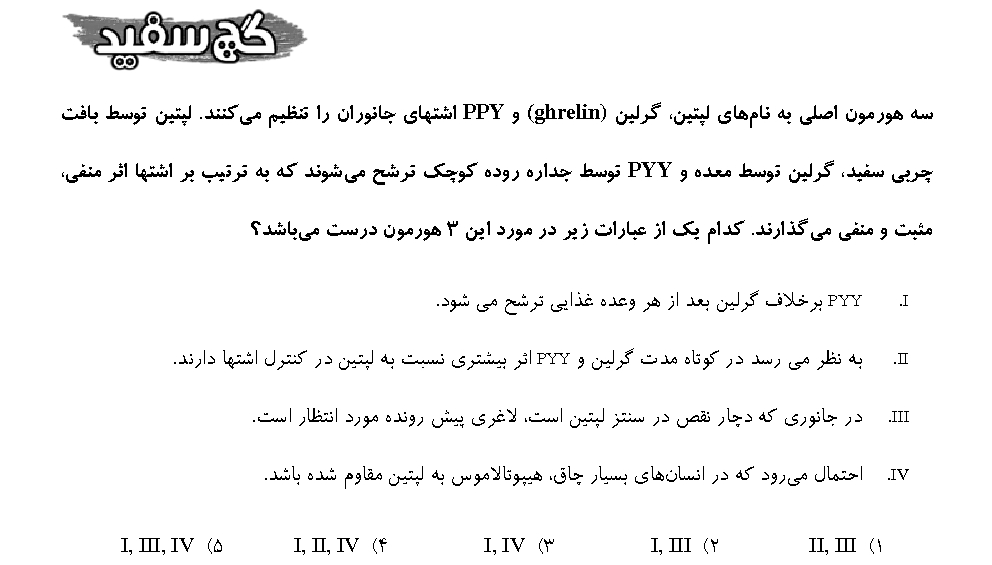 گچ سفید
سه هورمون اصلی به نام‌های لپتین، گرلین (ghrelin) و PPY اشتهای جانوران را تنظیم می‌کنند. لپتین توسط بافت
چربی سفید، گرلین توسط معده و PYY توسط جداره روده کوچک ترشح می‌شوند که به ترتیب بر اشتها اثر منفی،
مثبت و منفی می‌گذارند. کدام یک از عبارات زیر در مورد این ۳ هورمون درست می‌باشد؟
I. PYY برخلاف گرلین بعد از هر وعده غذایی ترشح می شود.
II. به نظر می رسد در کوتاه مدت گرلین و PYY اثر بیشتری نسبت به لپتین در کنترل اشتها دارند.
III. در جانوری که دچار نقص در سنتز لپتین است، لاغری پیش رونده مورد انتظار است.
IV. احتمال می‌رود که در انسان‌های بسیار چاق، هیپوتالاموس به لپتین مقاوم شده باشد.
۱) II, III ۲) I, III ۳) I, IV ۴) I, II, IV ۵) I, III, IV